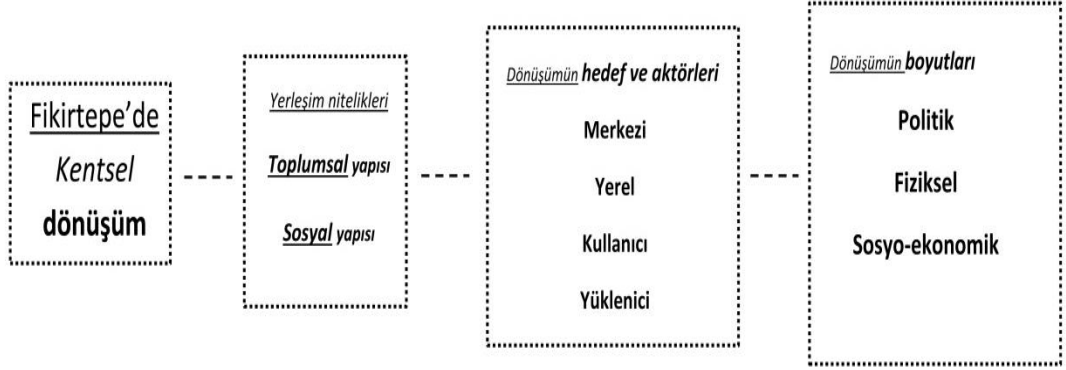 Fikirtepe’de
Kentsel
dönüşüm
Yerleşim nitelikleri
Toplumsal yapısı
Sosyal yapısı
Dönüşümün hedef ve aktörleri
Merkezi
Yerel
Kullanıcı
Yüklenici
Dönüşümün boyutları
Politik
Fiziksel
Sosyo-ekonomik